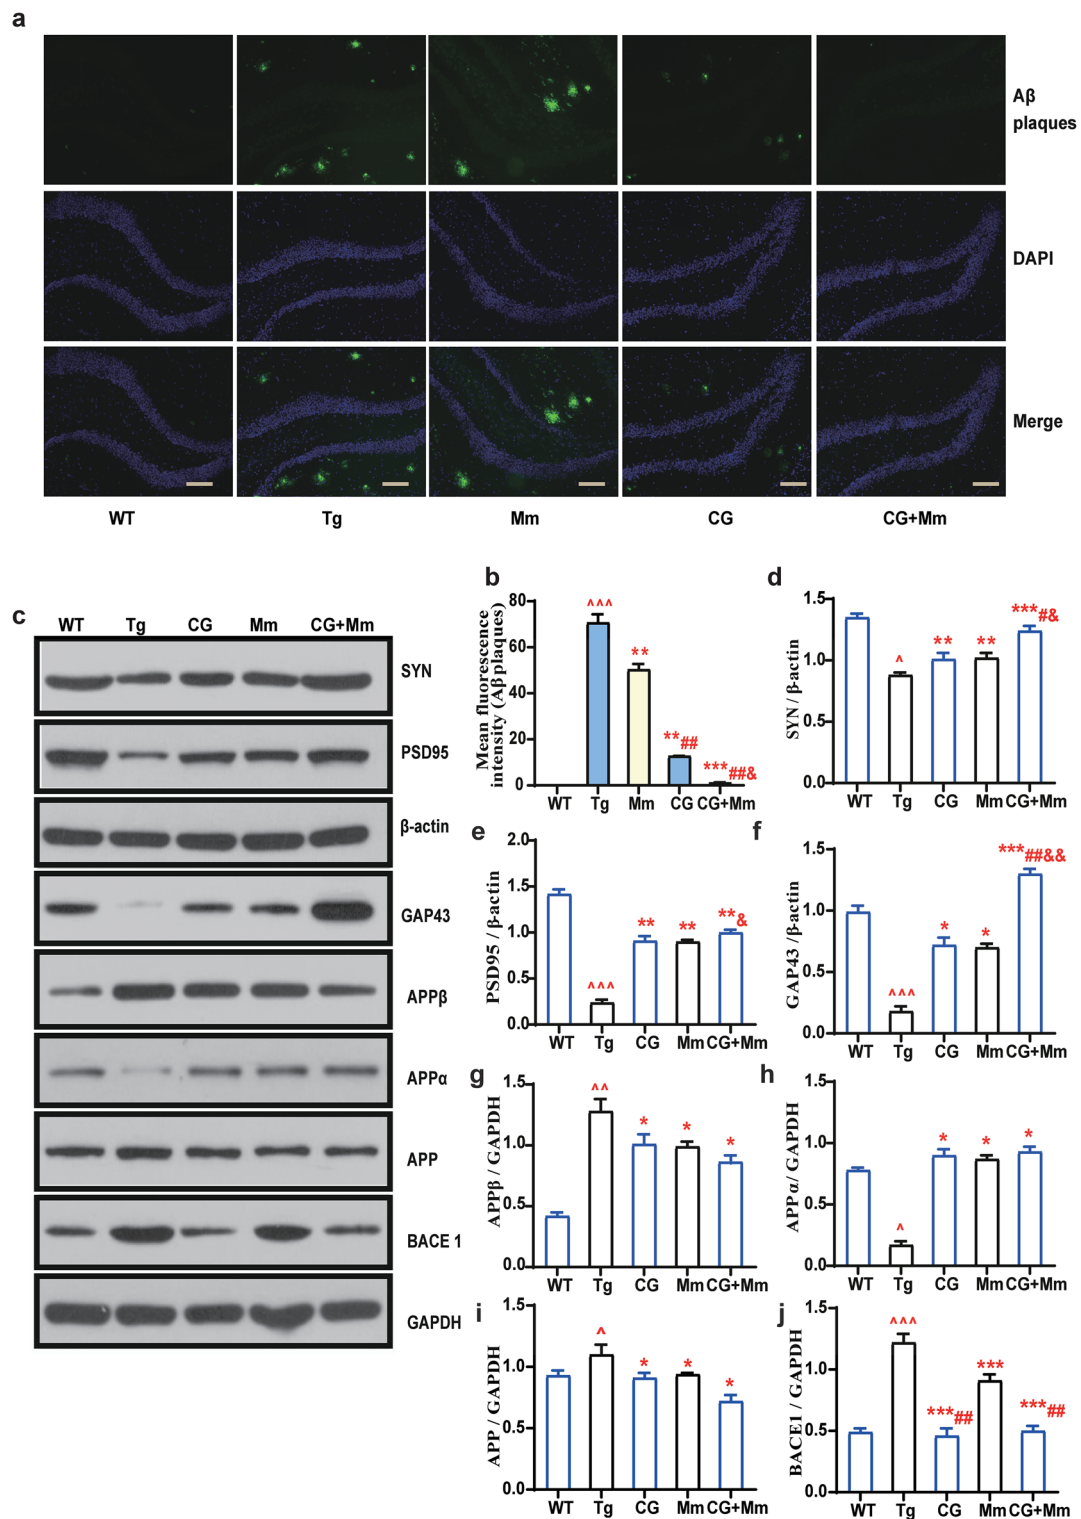 a
Aβ
plaques
DAPI
Merge
WT Tg Mm CG CG+Mm
c
WT Tg CG Mm CG+Mm
SYN
PSD95
β-actin
GAP43
APPβ
APPα
APP
BACE 1
GAPDH
b
Mean fluorescence
intensity (Aβ plaques)
80
60
40
20
0
^^^
**
**##
***##&
WT Tg Mm CG CG+Mm
d
SYN / β-actin
1.5
1.0
0.5
0.0
^
**
**
***#&
WT Tg CG Mm CG+Mm
e
PSD95 / β-actin
2.0
1.5
1.0
0.5
0.0
^^^
**
**
**&
WT Tg CG Mm CG+Mm
f
GAP43 /β-actin
1.5
1.0
0.5
0.0
^^^
*
*
***##&&
WT Tg CG Mm CG+Mm
g
APPβ / GAPDH
1.5
1.0
0.5
0.0
^^
*
*
*
WT Tg CG Mm CG+Mm
h
APPα/ GAPDH
1.5
1.0
0.5
0.0
^
*
*
*
WT Tg CG Mm CG+Mm
i
APP / GAPDH
1.5
1.0
0.5
0.0
^
*
*
*
WT Tg CG Mm CG+Mm
j
BACE1 / GAPDH
1.5
1.0
0.5
0.0
^^^
***##
***
***##
WT Tg CG Mm CG+Mm